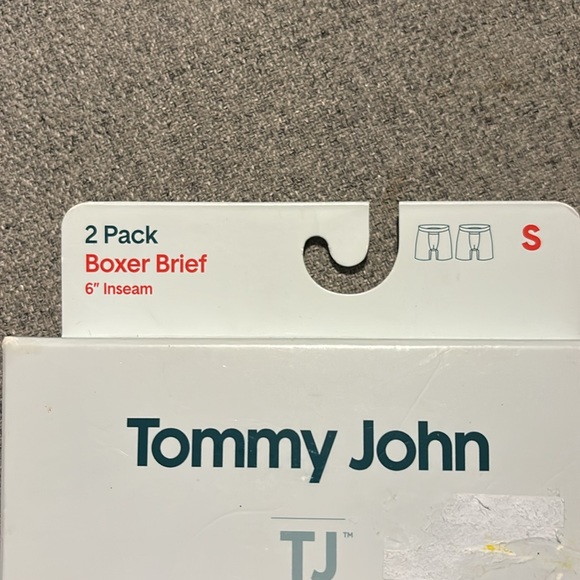 2 Pack
Boxer Brief
6" Inseam
S
Tommy John
TJ™